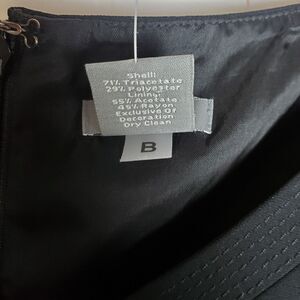 Shell:
71% Triacetate
29% Polyester
Lining:
55% Acetate
45% Rayon
Exclusive Of
Decoration
Dry Clean
B